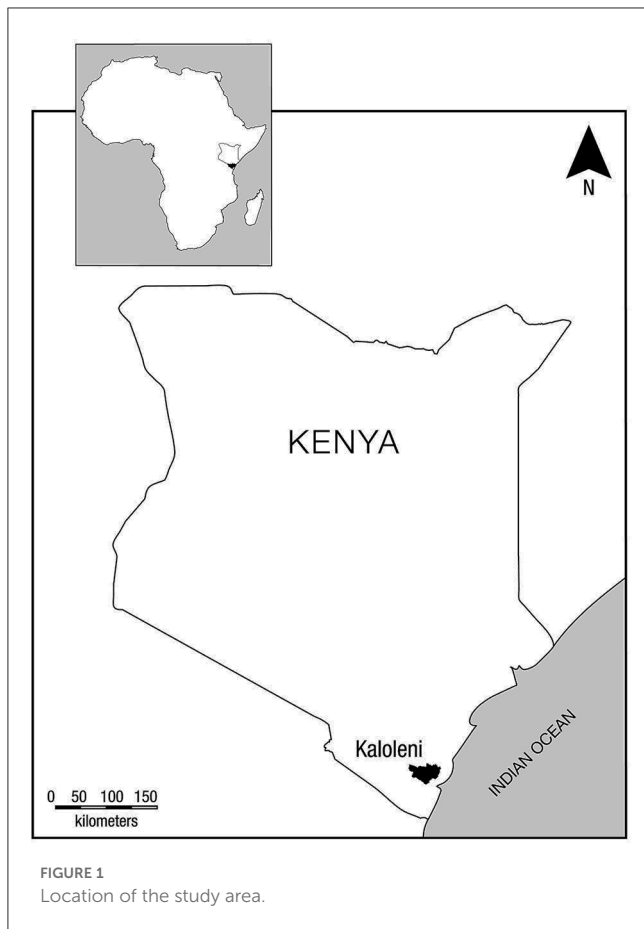 N
KENYA
Kaloleni
INDIAN OCEAN
0 50 100 150
kilometers
FIGURE 1
Location of the study area.